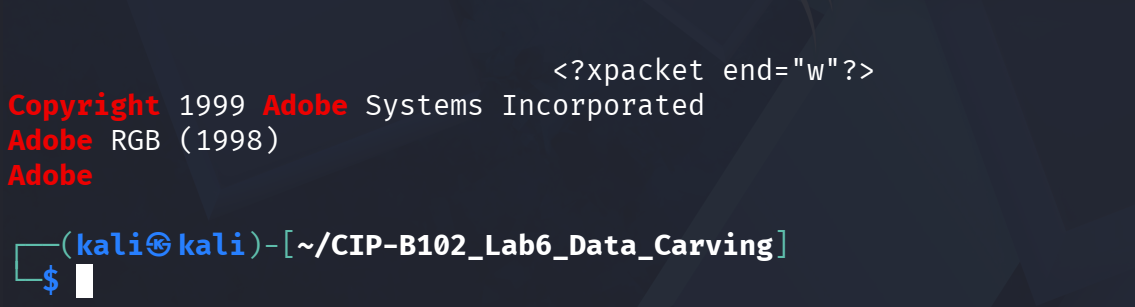 <?xpacket end="w"?>
Copyright 1999 Adobe Systems Incorporated
Adobe RGB (1998)
Adobe
┌──(kali㉿kali)-[~/CIP-B102_Lab6_Data_Carving]
└─$